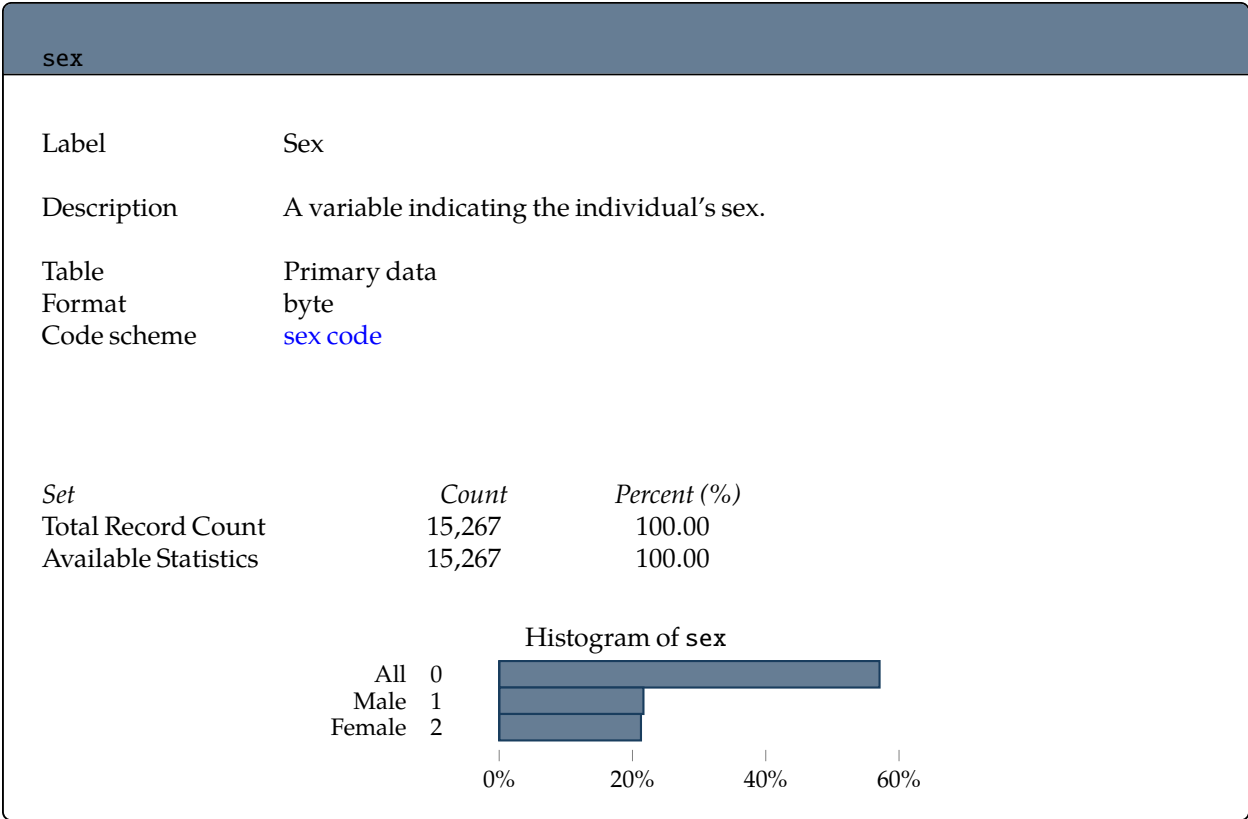 sex
Label Sex
Description A variable indicating the individual's sex.
Table Primary data
Format byte
Code scheme sex code
Set Count Percent (%)
Total Record Count 15,267 100.00
Available Statistics 15,267 100.00
Histogram of sex
All 0
Male 1
Female 2
0% 20% 40% 60%